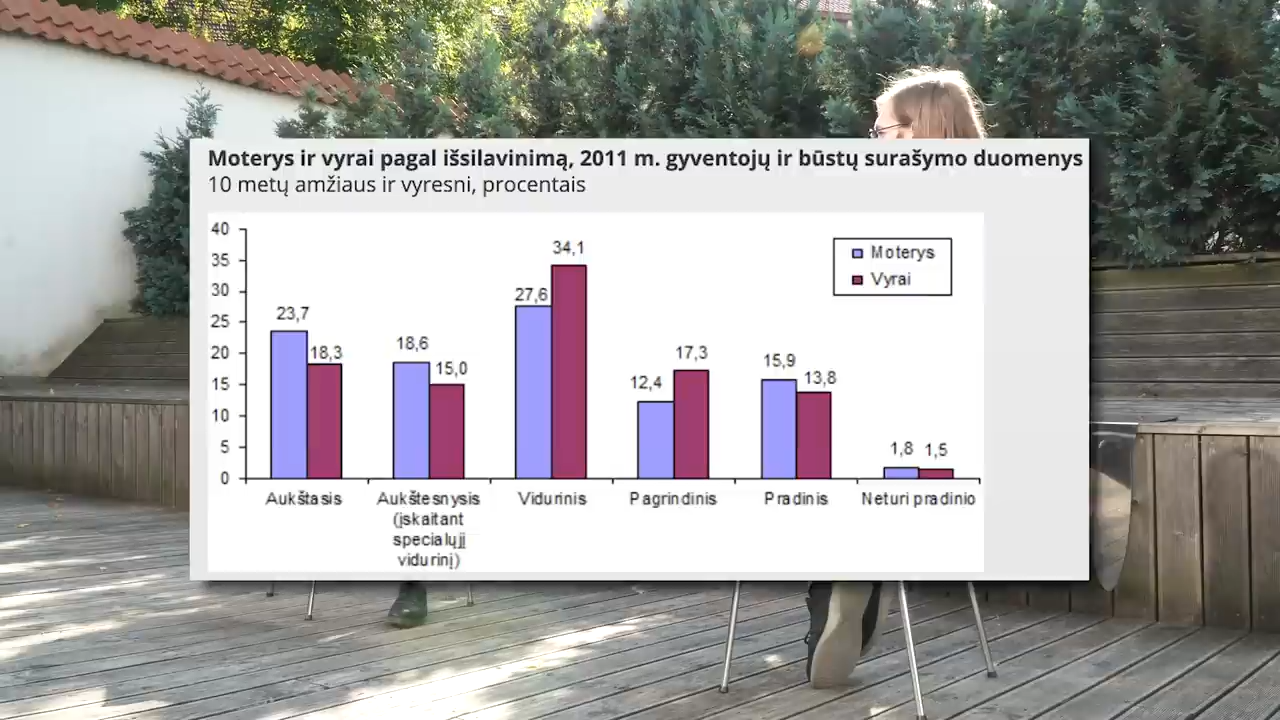 Moterys ir vyrai pagal išsilavinimą, 2011 m. gyventojų ir būstų surašymo duomenys
10 metų amžiaus ir vyresni, procentais
40
35
30
25
20
15
10
5
0
23,7
18,3
18,6
15,0
27,6
34,1
12,4
17,3
15,9
13,8
1,8
1,5
Moterys
Vyrai
Aukštasis
Aukštesnysis
(įskaitant
specialųjį
vidurinį)
Vidurinis
Pagrindinis
Pradinis
Neturi pradinio